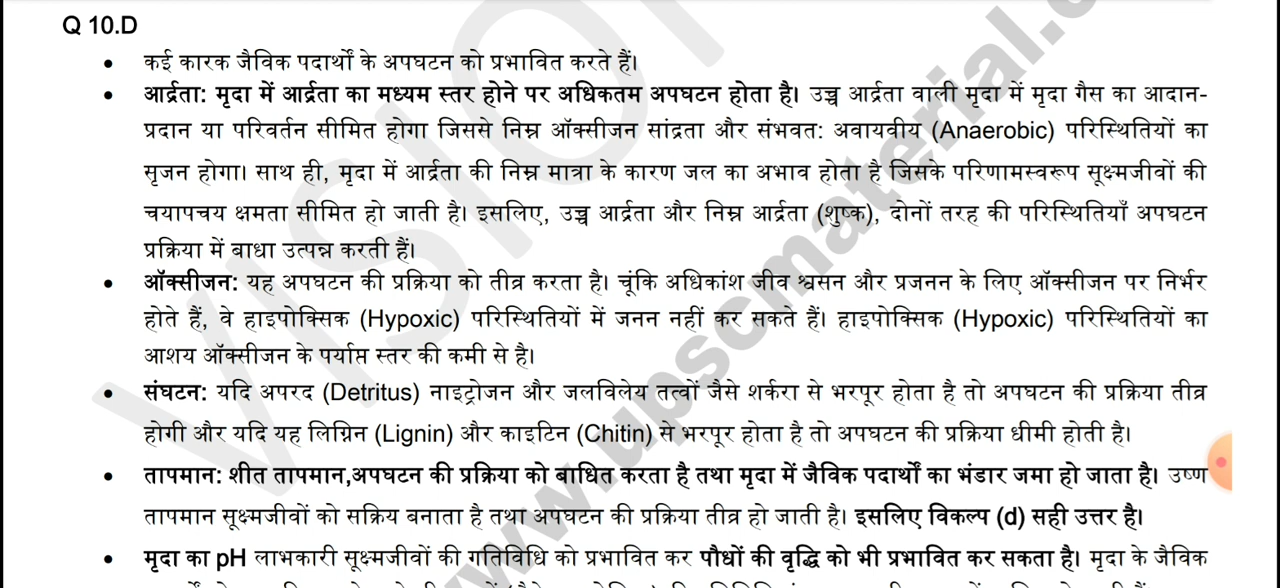 Q 10.D
• कई कारक जैविक पदार्थों के अपघटन को प्रभावित करते हैं।
• आर्द्रता: मृदा में आर्द्रता का मध्यम स्तर होने पर अधिकतम अपघटन होता है। उच्च आर्द्रता वाली मृदा में मृदा गैस का आदान-
प्रदान या परिवर्तन सीमित होगा जिससे निम्न ऑक्सीजन सांद्रता और संभवत: अवायवीय (Anaerobic) परिस्थितियों का
सृजन होगा। साथ ही, मृदा में आर्द्रता की निम्न मात्रा के कारण जल का अभाव होता है जिसके परिणामस्वरूप सूक्ष्मजीवों की
चयापचय क्षमता सीमित हो जाती है। इसलिए, उच्च आर्द्रता और निम्न आर्द्रता (शुष्क), दोनों तरह की परिस्थितियाँ अपघटन
प्रक्रिया में बाधा उत्पन्न करती हैं।
• ऑक्सीजन: यह अपघटन की प्रक्रिया को तीव्र करता है। चूंकि अधिकांश जीव श्वसन और प्रजनन के लिए ऑक्सीजन पर निर्भर
होते हैं, वे हाइपोक्सिक (Hypoxic) परिस्थितियों में जनन नहीं कर सकते हैं। हाइपोक्सिक (Hypoxic) परिस्थितियों का
आशय ऑक्सीजन के पर्याप्त स्तर की कमी से है।
• संघटन: यदि अपरद (Detritus) नाइट्रोजन और जलविलेय तत्वों जैसे शर्करा से भरपूर होता है तो अपघटन की प्रक्रिया तीव्र
होगी और यदि यह लिग्निन (Lignin) और काइटिन (Chitin) से भरपूर होता है तो अपघटन की प्रक्रिया धीमी होती है।
• तापमान: शीत तापमान,अपघटन की प्रक्रिया को बाधित करता है तथा मृदा में जैविक पदार्थों का भंडार जमा हो जाता है। उष्ण
तापमान सूक्ष्मजीवों को सक्रिय बनाता है तथा अपघटन की प्रक्रिया तीव्र हो जाती है। इसलिए विकल्प (d) सही उत्तर है।
• मृदा का pH लाभकारी सूक्ष्मजीवों की गतिविधि को प्रभावित कर पौधों की वृद्धि को भी प्रभावित कर सकता है। मृदा के जैविक
VISION
www.upscmaterial.